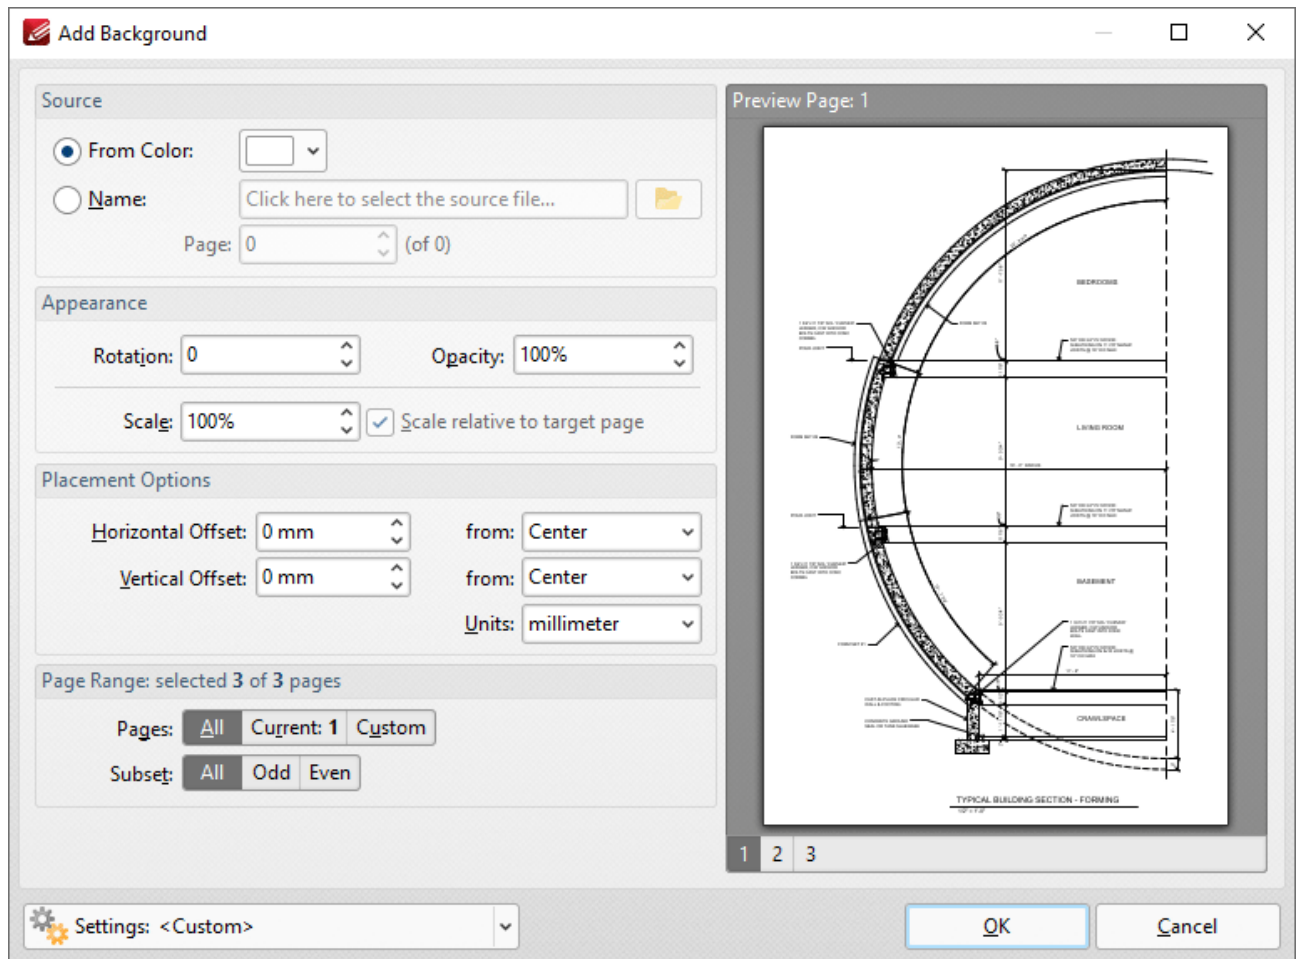 Add Background
Source
From Color:
Name: Click here to select the source file...
Page: 0 (of 0)
Appearance
Rotation: 0 Opacity: 100%
Scale: 100% Scale relative to target page
Placement Options
Horizontal Offset: 0 mm from: Center
Vertical Offset: 0 mm from: Center
Units: millimeter
Page Range: selected 3 of 3 pages
Pages: All Current: 1 Custom
Subset: All Odd Even
Preview Page: 1
BEDROOMS
LIVING ROOM
BASEMENT
CRAWLSPACE
TYPICAL BUILDING SECTION - FORMING
1 2 3
Settings: <Custom>
OK Cancel